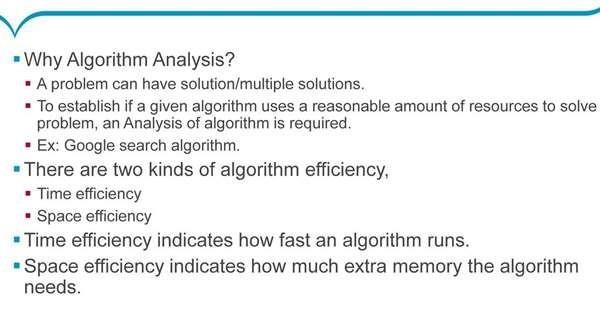 Why Algorithm Analysis?
A problem can have solution/multiple solutions.
To establish if a given algorithm uses a reasonable amount of resources to solve
problem, an Analysis of algorithm is required.
Ex: Google search algorithm.
There are two kinds of algorithm efficiency,
Time efficiency
Space efficiency
Time efficiency indicates how fast an algorithm runs.
Space efficiency indicates how much extra memory the algorithm
needs.